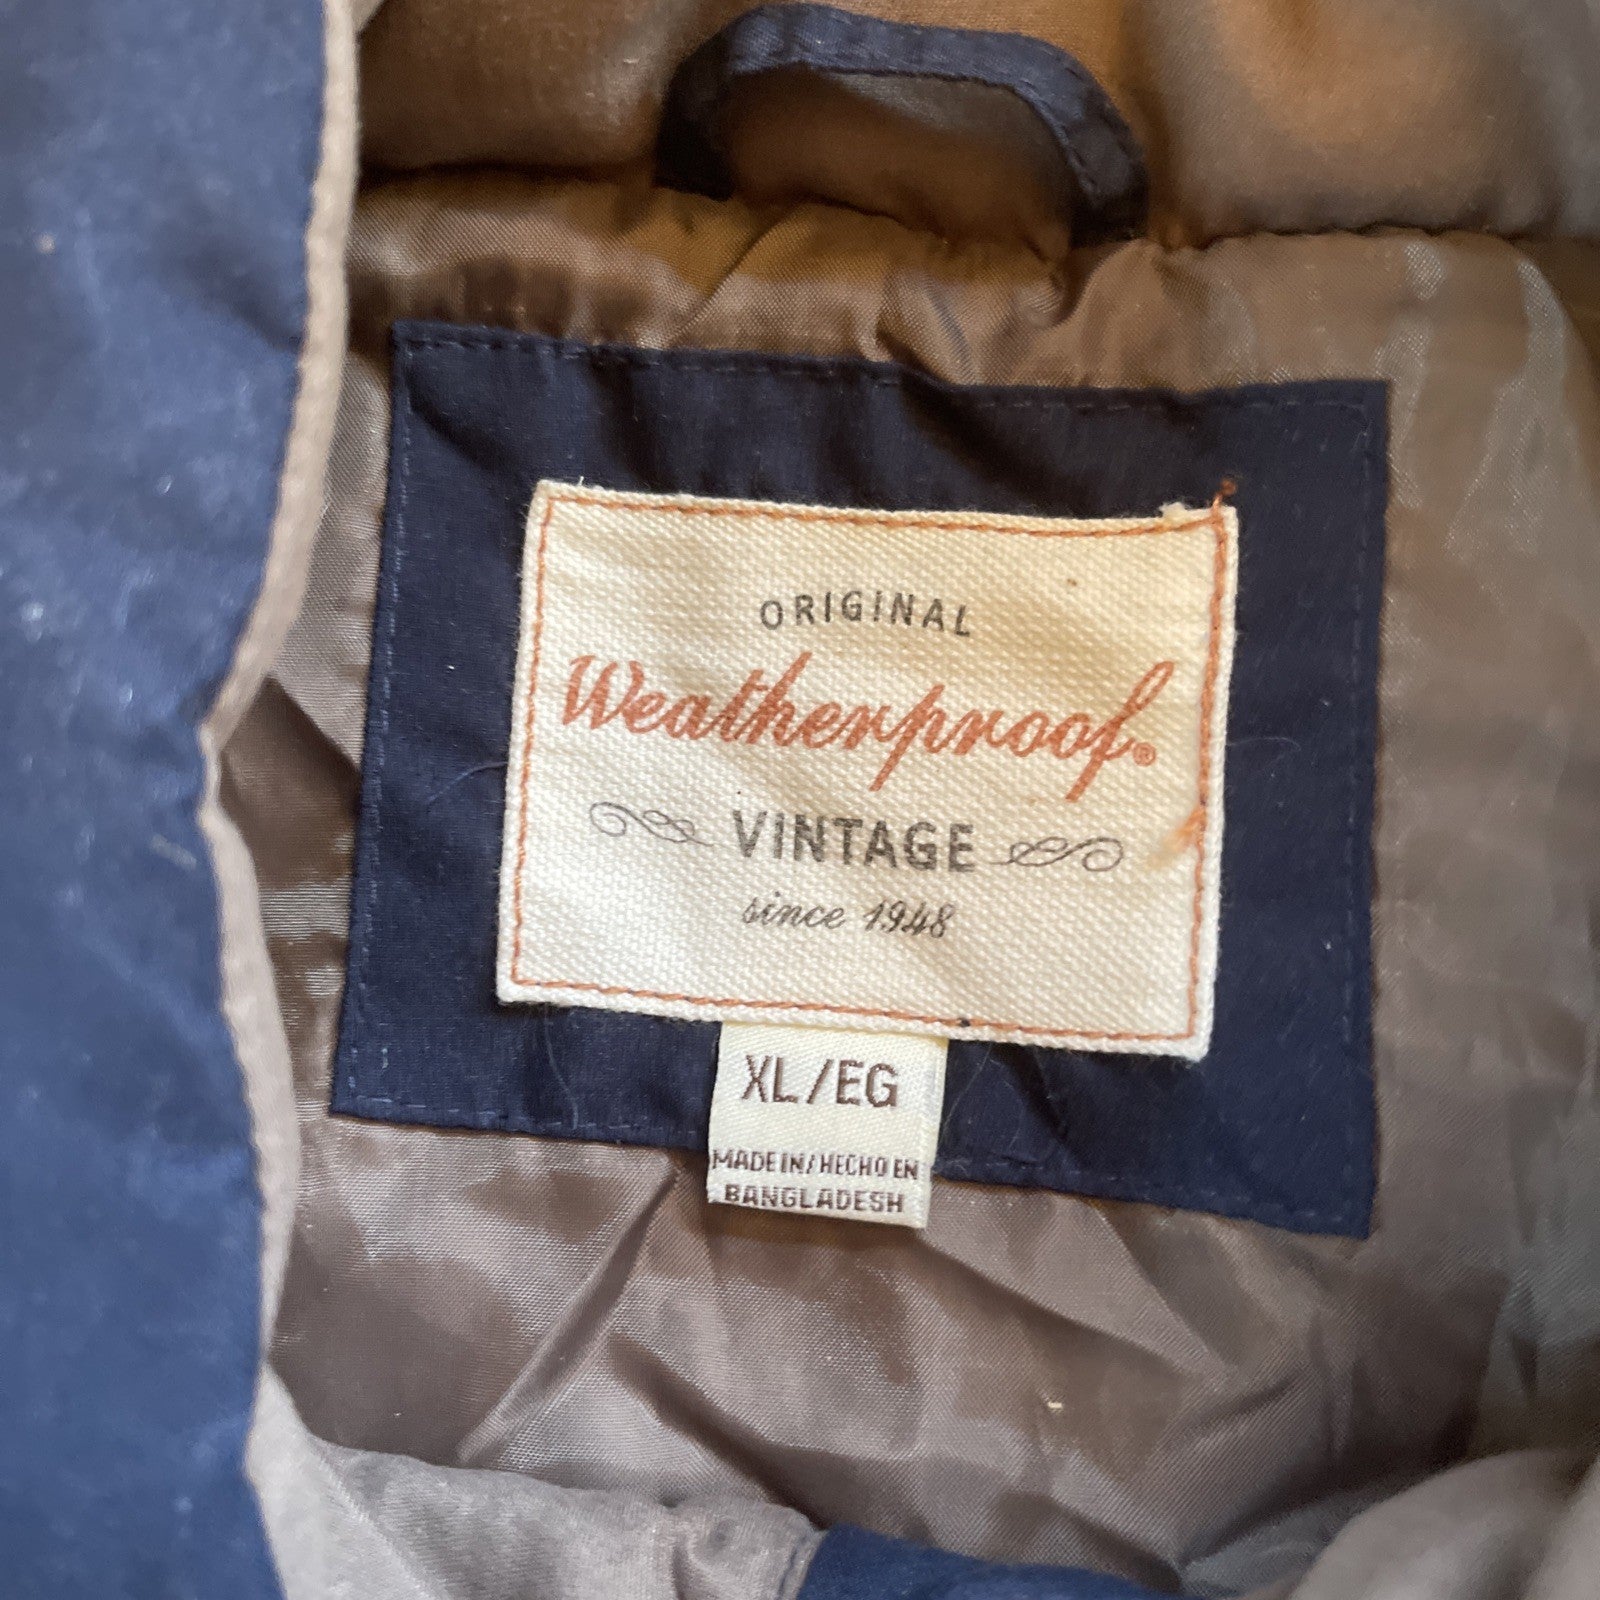 ORIGINAL
Weatherproof®
VINTAGE
since 1948
XL/EG
MADE IN/HECHO EN
BANGLADESH